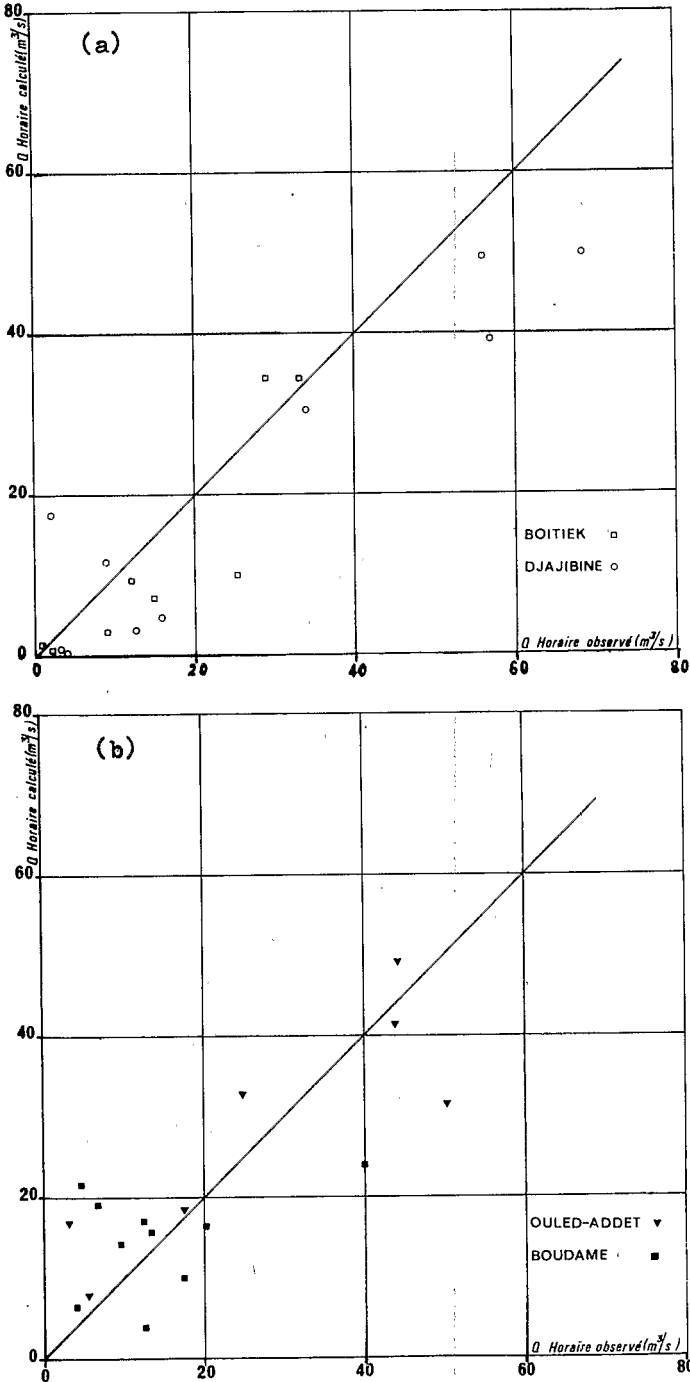 80
(a)
Q Horaire calculé (m³/s)
60
40
20
BOITIEK
DJAJIBINE
Q Horaire observé (m³/s)
0
0 20 40 60 80
80
(b)
Q Horaire calculé (m³/s)
60
40
20
OULED-ADDET
BOUDAME
Q Horaire observé (m³/s)
0
0 20 40 60 80